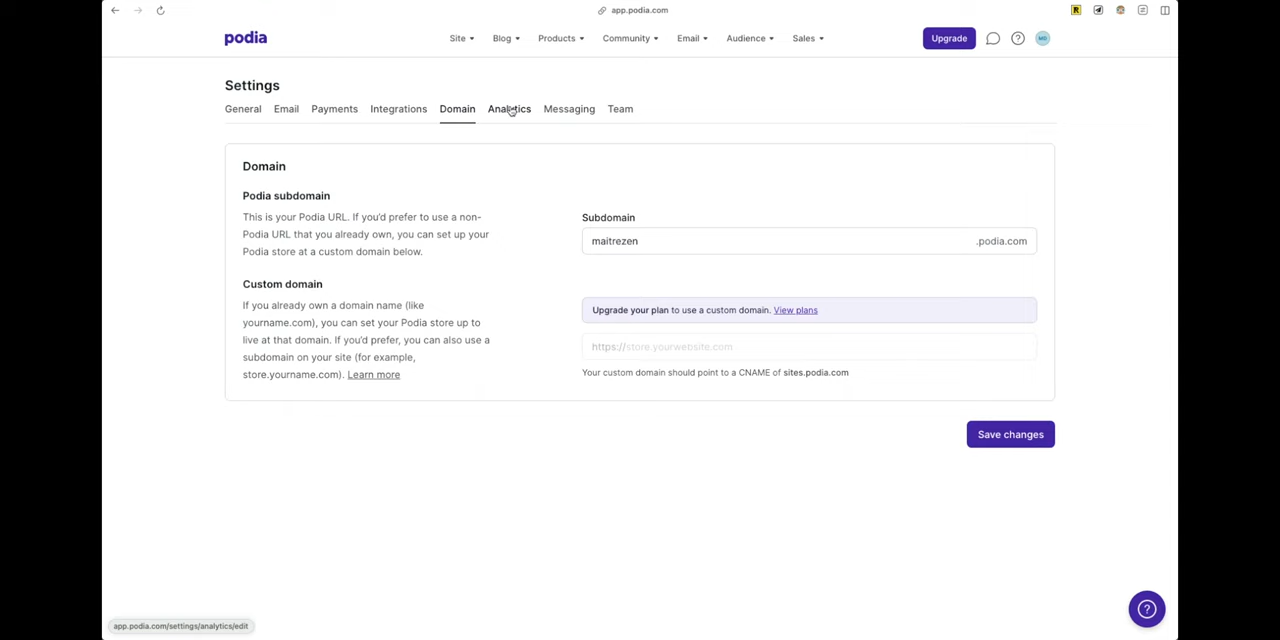 app.podia.com
R
podia
Site Blog Products Community Email Audience Sales Upgrade MD
Settings
General Email Payments Integrations Domain Analytics Messaging Team
Domain
Podia subdomain
This is your Podia URL. If you'd prefer to use a non-
Podia URL that you already own, you can set up your
Podia store at a custom domain below.
Subdomain
maitrezen .podia.com
Custom domain
If you already own a domain name (like
yourname.com), you can set your Podia store up to
live at that domain. If you'd prefer, you can also use a
subdomain on your site (for example,
store.yourname.com). Learn more
Upgrade your plan to use a custom domain. View plans
https://store.yourwebsite.com
Your custom domain should point to a CNAME of sites.podia.com
Save changes
app.podia.com/settings/analytics/edit